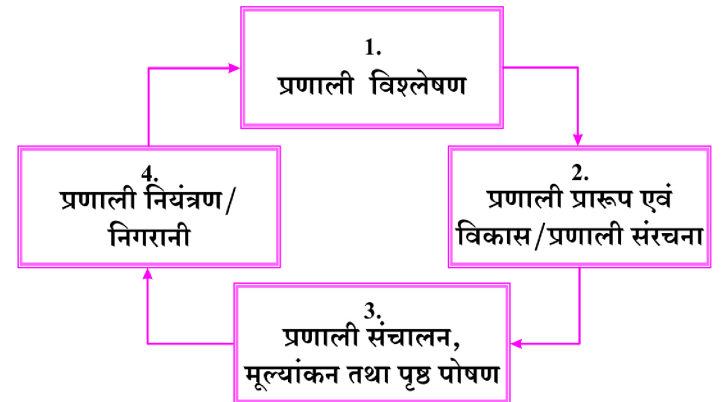 1.
प्रणाली विश्लेषण
2.
प्रणाली प्रारूप एवं
विकास/प्रणाली संरचना
3.
प्रणाली संचालन,
मूल्यांकन तथा पृष्ठ पोषण
4.
प्रणाली नियंत्रण/
निगरानी